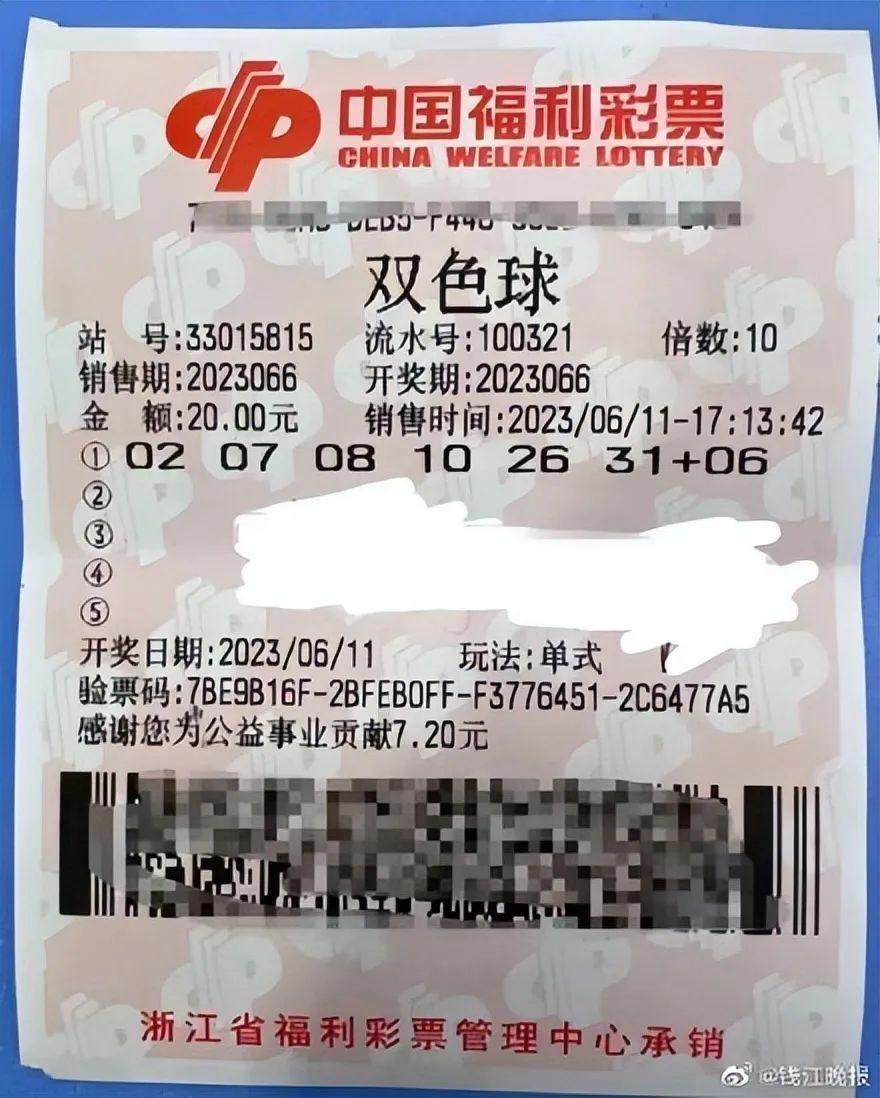 中国福利彩票
CHINA WELFARE LOTTERY
双色球
站 号:33015815 流水号:100321 倍数:10
销售期:2023066 开奖期:2023066
金 额:20.00元 销售时间:2023/06/11-17:13:42
① 02 07 08 10 26 31+06
②
③
④
⑤
开奖日期:2023/06/11 玩法:单式
验票码:7BE9B16F-2BFEB0FF-F3776451-2C6477A5
感谢您为公益事业贡献7.20元
浙江省福利彩票管理中心承销
@钱江晚报